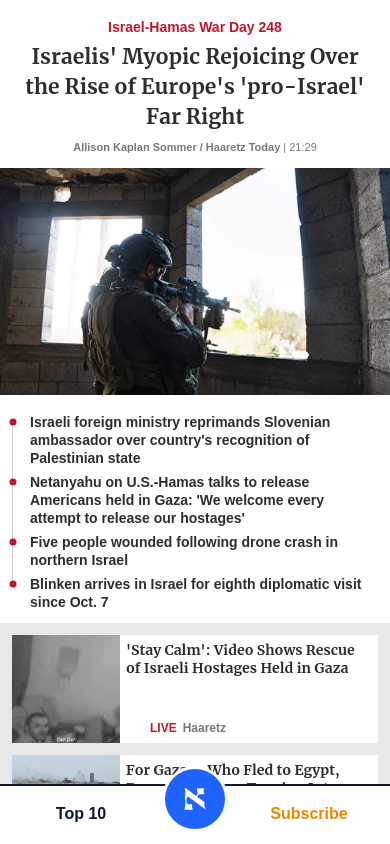 Israel-Hamas War Day 248
Israelis' Myopic Rejoicing Over
the Rise of Europe's 'pro-Israel'
Far Right
Allison Kaplan Sommer / Haaretz Today | 21:29
Israeli foreign ministry reprimands Slovenian
ambassador over country's recognition of
Palestinian state
Netanyahu on U.S.-Hamas talks to release
Americans held in Gaza: 'We welcome every
attempt to release our hostages'
Five people wounded following drone crash in
northern Israel
Blinken arrives in Israel for eighth diplomatic visit
since Oct. 7
'Stay Calm': Video Shows Rescue
of Israeli Hostages Held in Gaza
LIVE Haaretz
Who Fled to Egypt,
Top 10
Subscribe